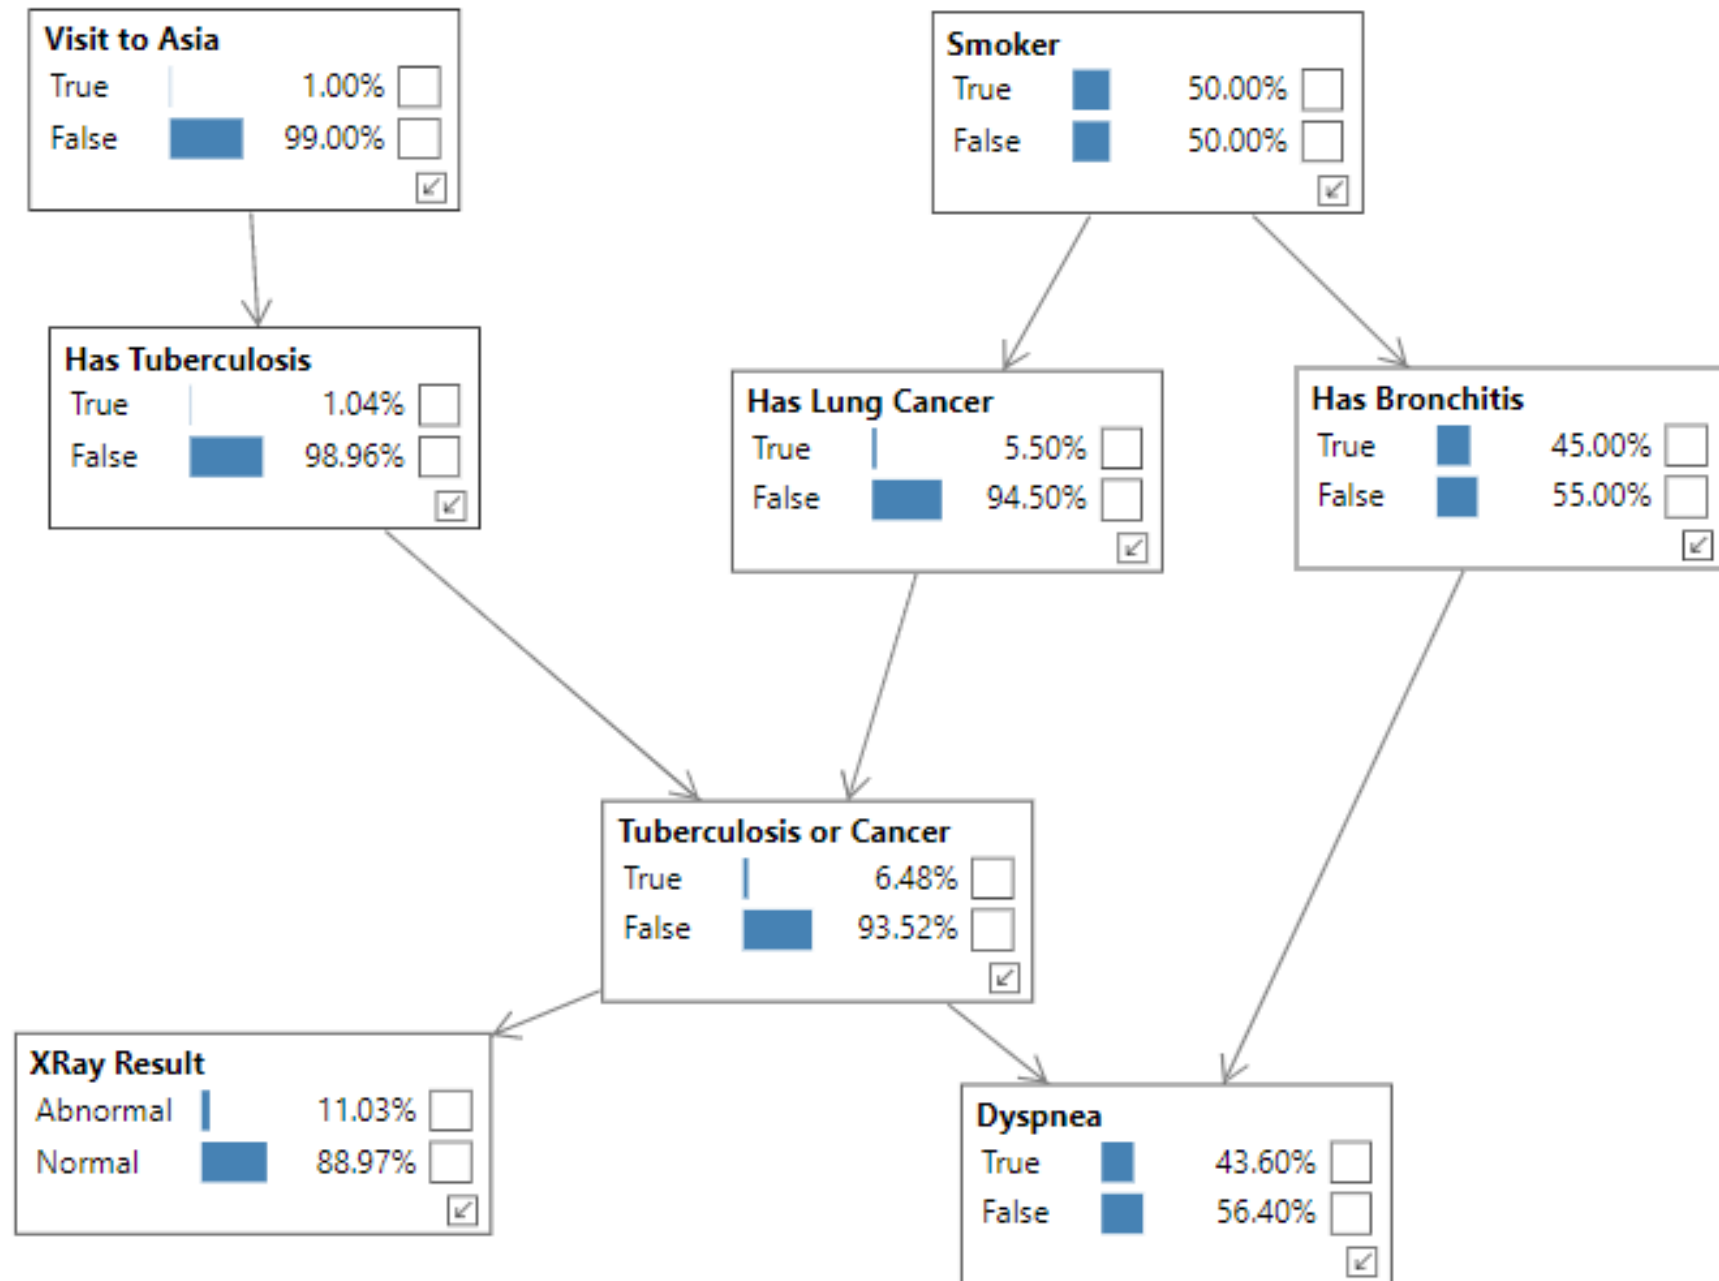 Visit to Asia
True 1.00%
False 99.00%
Smoker
True 50.00%
False 50.00%
Has Tuberculosis
True 1.04%
False 98.96%
Has Lung Cancer
True 5.50%
False 94.50%
Has Bronchitis
True 45.00%
False 55.00%
Tuberculosis or Cancer
True 6.48%
False 93.52%
XRay Result
Abnormal 11.03%
Normal 88.97%
Dyspnea
True 43.60%
False 56.40%